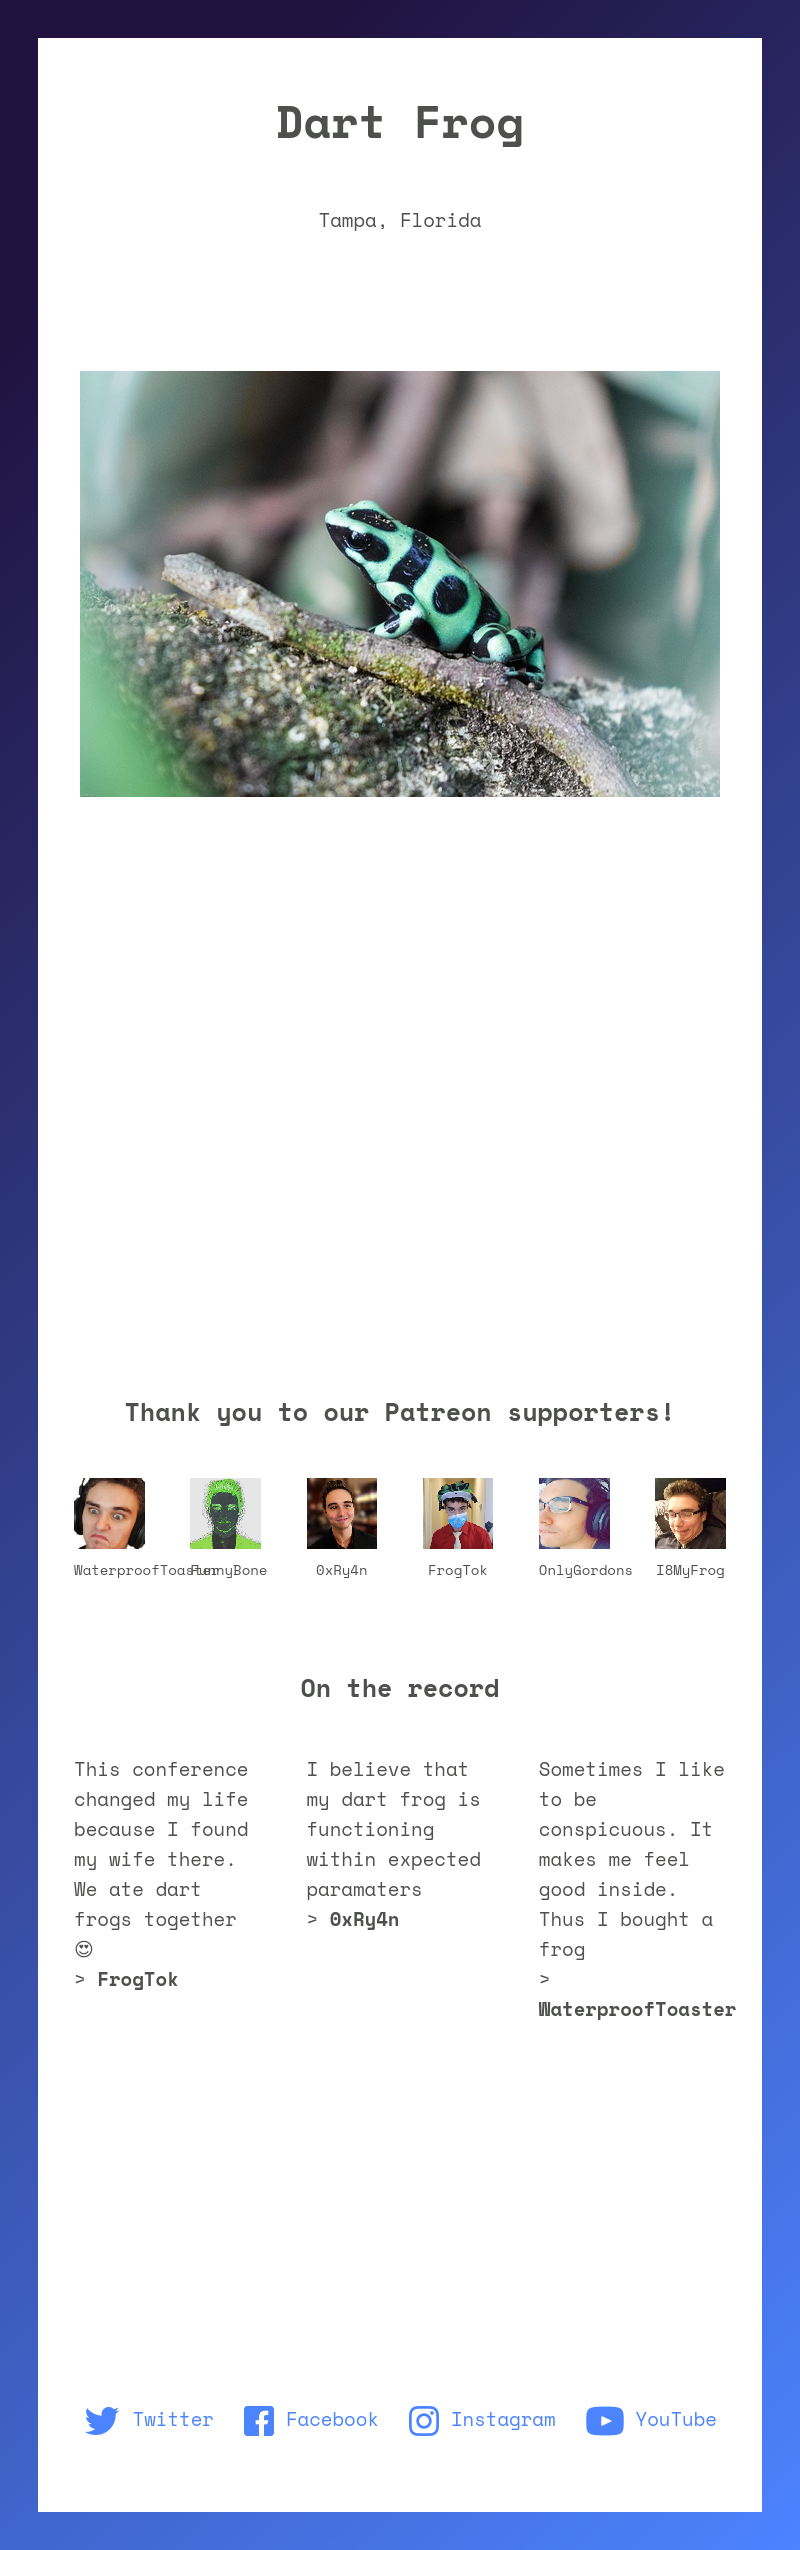 Dart Frog
Tampa, Florida
Thank you to our Patreon supporters!
WaterproofToaster FunnyBone 0xRy4n FrogTok OnlyGordons I8MyFrog
On the record
This conference
changed my life
because I found
my wife there.
We ate dart
frogs together
😍
> FrogTok
I believe that
my dart frog is
functioning
within expected
paramaters
> 0xRy4n
Sometimes I like
to be
conspicuous. It
makes me feel
good inside.
Thus I bought a
frog
>
WaterproofToaster
Twitter Facebook Instagram YouTube